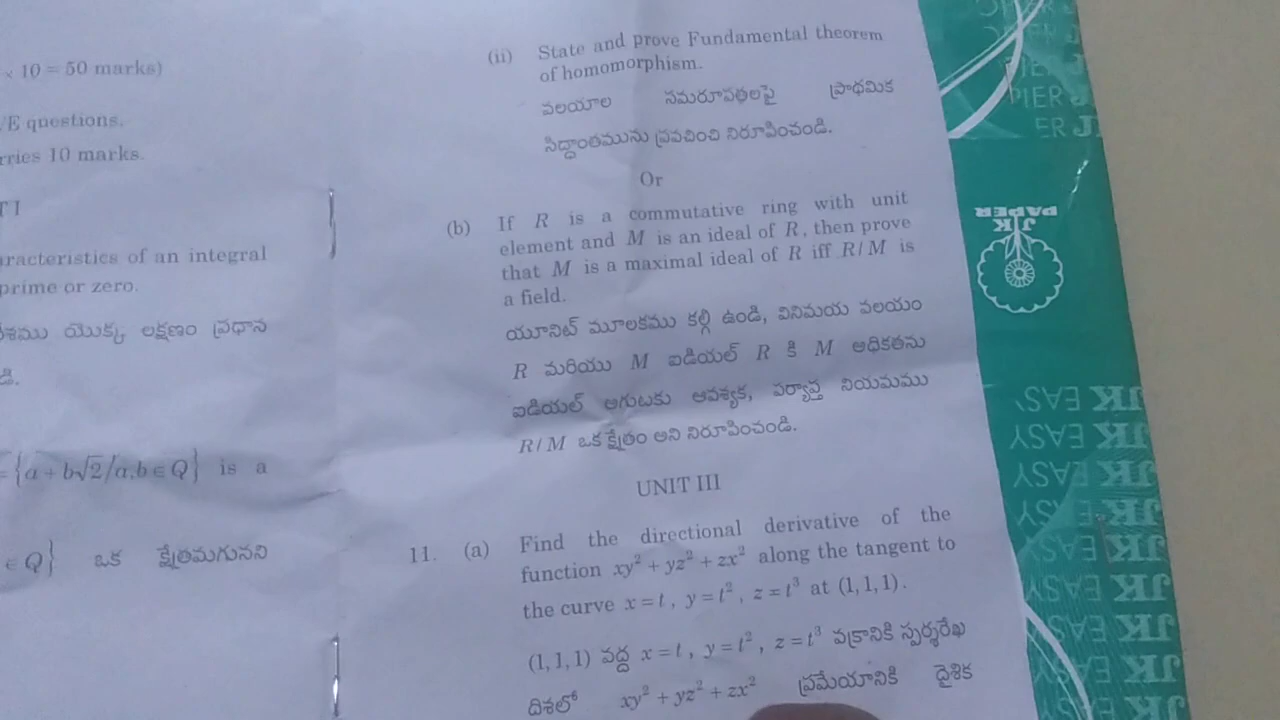 × 10 = 50 marks)
questions.
10 marks.
of an integral
prime or zero.
యొక్క లక్షణం ప్రధాన
{a + b√2/a,b ∈ Q} is a
∈ Q} ఒక క్షేత్రమగునని
(ii) State and prove Fundamental theorem
of homomorphism.
వలయాల సమరూపతలపై ప్రాథమిక
సిద్ధాంతమును ప్రవచించి నిరూపించండి.
Or
(b) If R is a commutative ring with unit
element and M is an ideal of R, then prove
that M is a maximal ideal of R iff R/M is
a field.
యూనిట్ మూలకము కల్గి ఉండి, వినిమయ వలయం
R మరియు M ఐడియల్ R కి M అధికతను
ఐడియల్ అగుటకు ఆవశ్యక, పర్యాప్త నియమము
R/M ఒక క్షేత్రం అని నిరూపించండి.
UNIT III
11. (a) Find the directional derivative of the
function xy² + yz² + zx² along the tangent to
the curve x = t, y = t², z = t³ at (1, 1, 1).
(1, 1, 1) వద్ద x = t, y = t², z = t³ వక్రానికి స్పర్శరేఖ
దిశలో xy² + yz² + zx² ప్రమేయానికి దైశిక
PIER
ER J
JK
PAPER
JK EASY
JK EASY
JK EASY
JK EASY
JK EASY
JK EASY
JK EASY
JK EASY